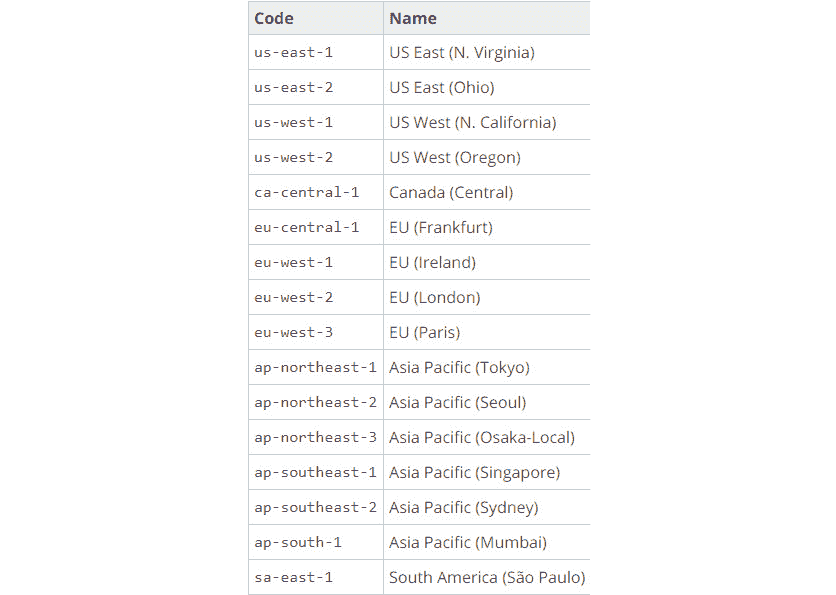 Code Name
us-east-1 US East (N. Virginia)
us-east-2 US East (Ohio)
us-west-1 US West (N. California)
us-west-2 US West (Oregon)
ca-central-1 Canada (Central)
eu-central-1 EU (Frankfurt)
eu-west-1 EU (Ireland)
eu-west-2 EU (London)
eu-west-3 EU (Paris)
ap-northeast-1 Asia Pacific (Tokyo)
ap-northeast-2 Asia Pacific (Seoul)
ap-northeast-3 Asia Pacific (Osaka-Local)
ap-southeast-1 Asia Pacific (Singapore)
ap-southeast-2 Asia Pacific (Sydney)
ap-south-1 Asia Pacific (Mumbai)
sa-east-1 South America (São Paulo)